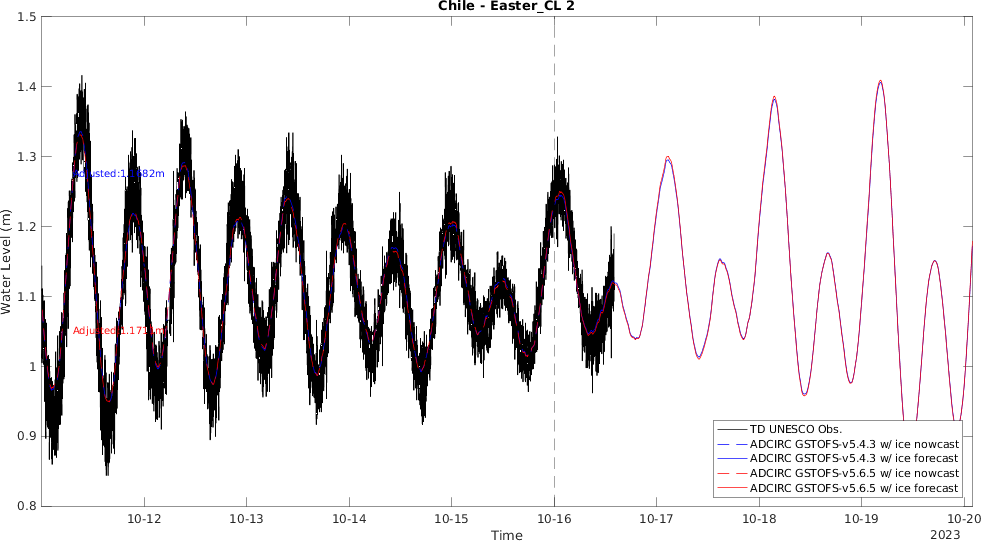 Chile - Easter_CL 2
Water Level (m)
1.5
1.4
1.3
1.2
1.1
1
0.9
0.8
Adjusted:1.
m
Adjusted:
10-12
10-13
10-14
10-15
10-16
10-17
10-18
10-19
10-20
2023
Time
TD UNESCO Obs.
ADCIRC GSTOFS-v5.4.3 w/ ice nowcast
ADCIRC GSTOFS-v5.4.3 w/ ice forecast
ADCIRC GSTOFS-v5.6.5 w/ ice nowcast
ADCIRC GSTOFS-v5.6.5 w/ ice forecast